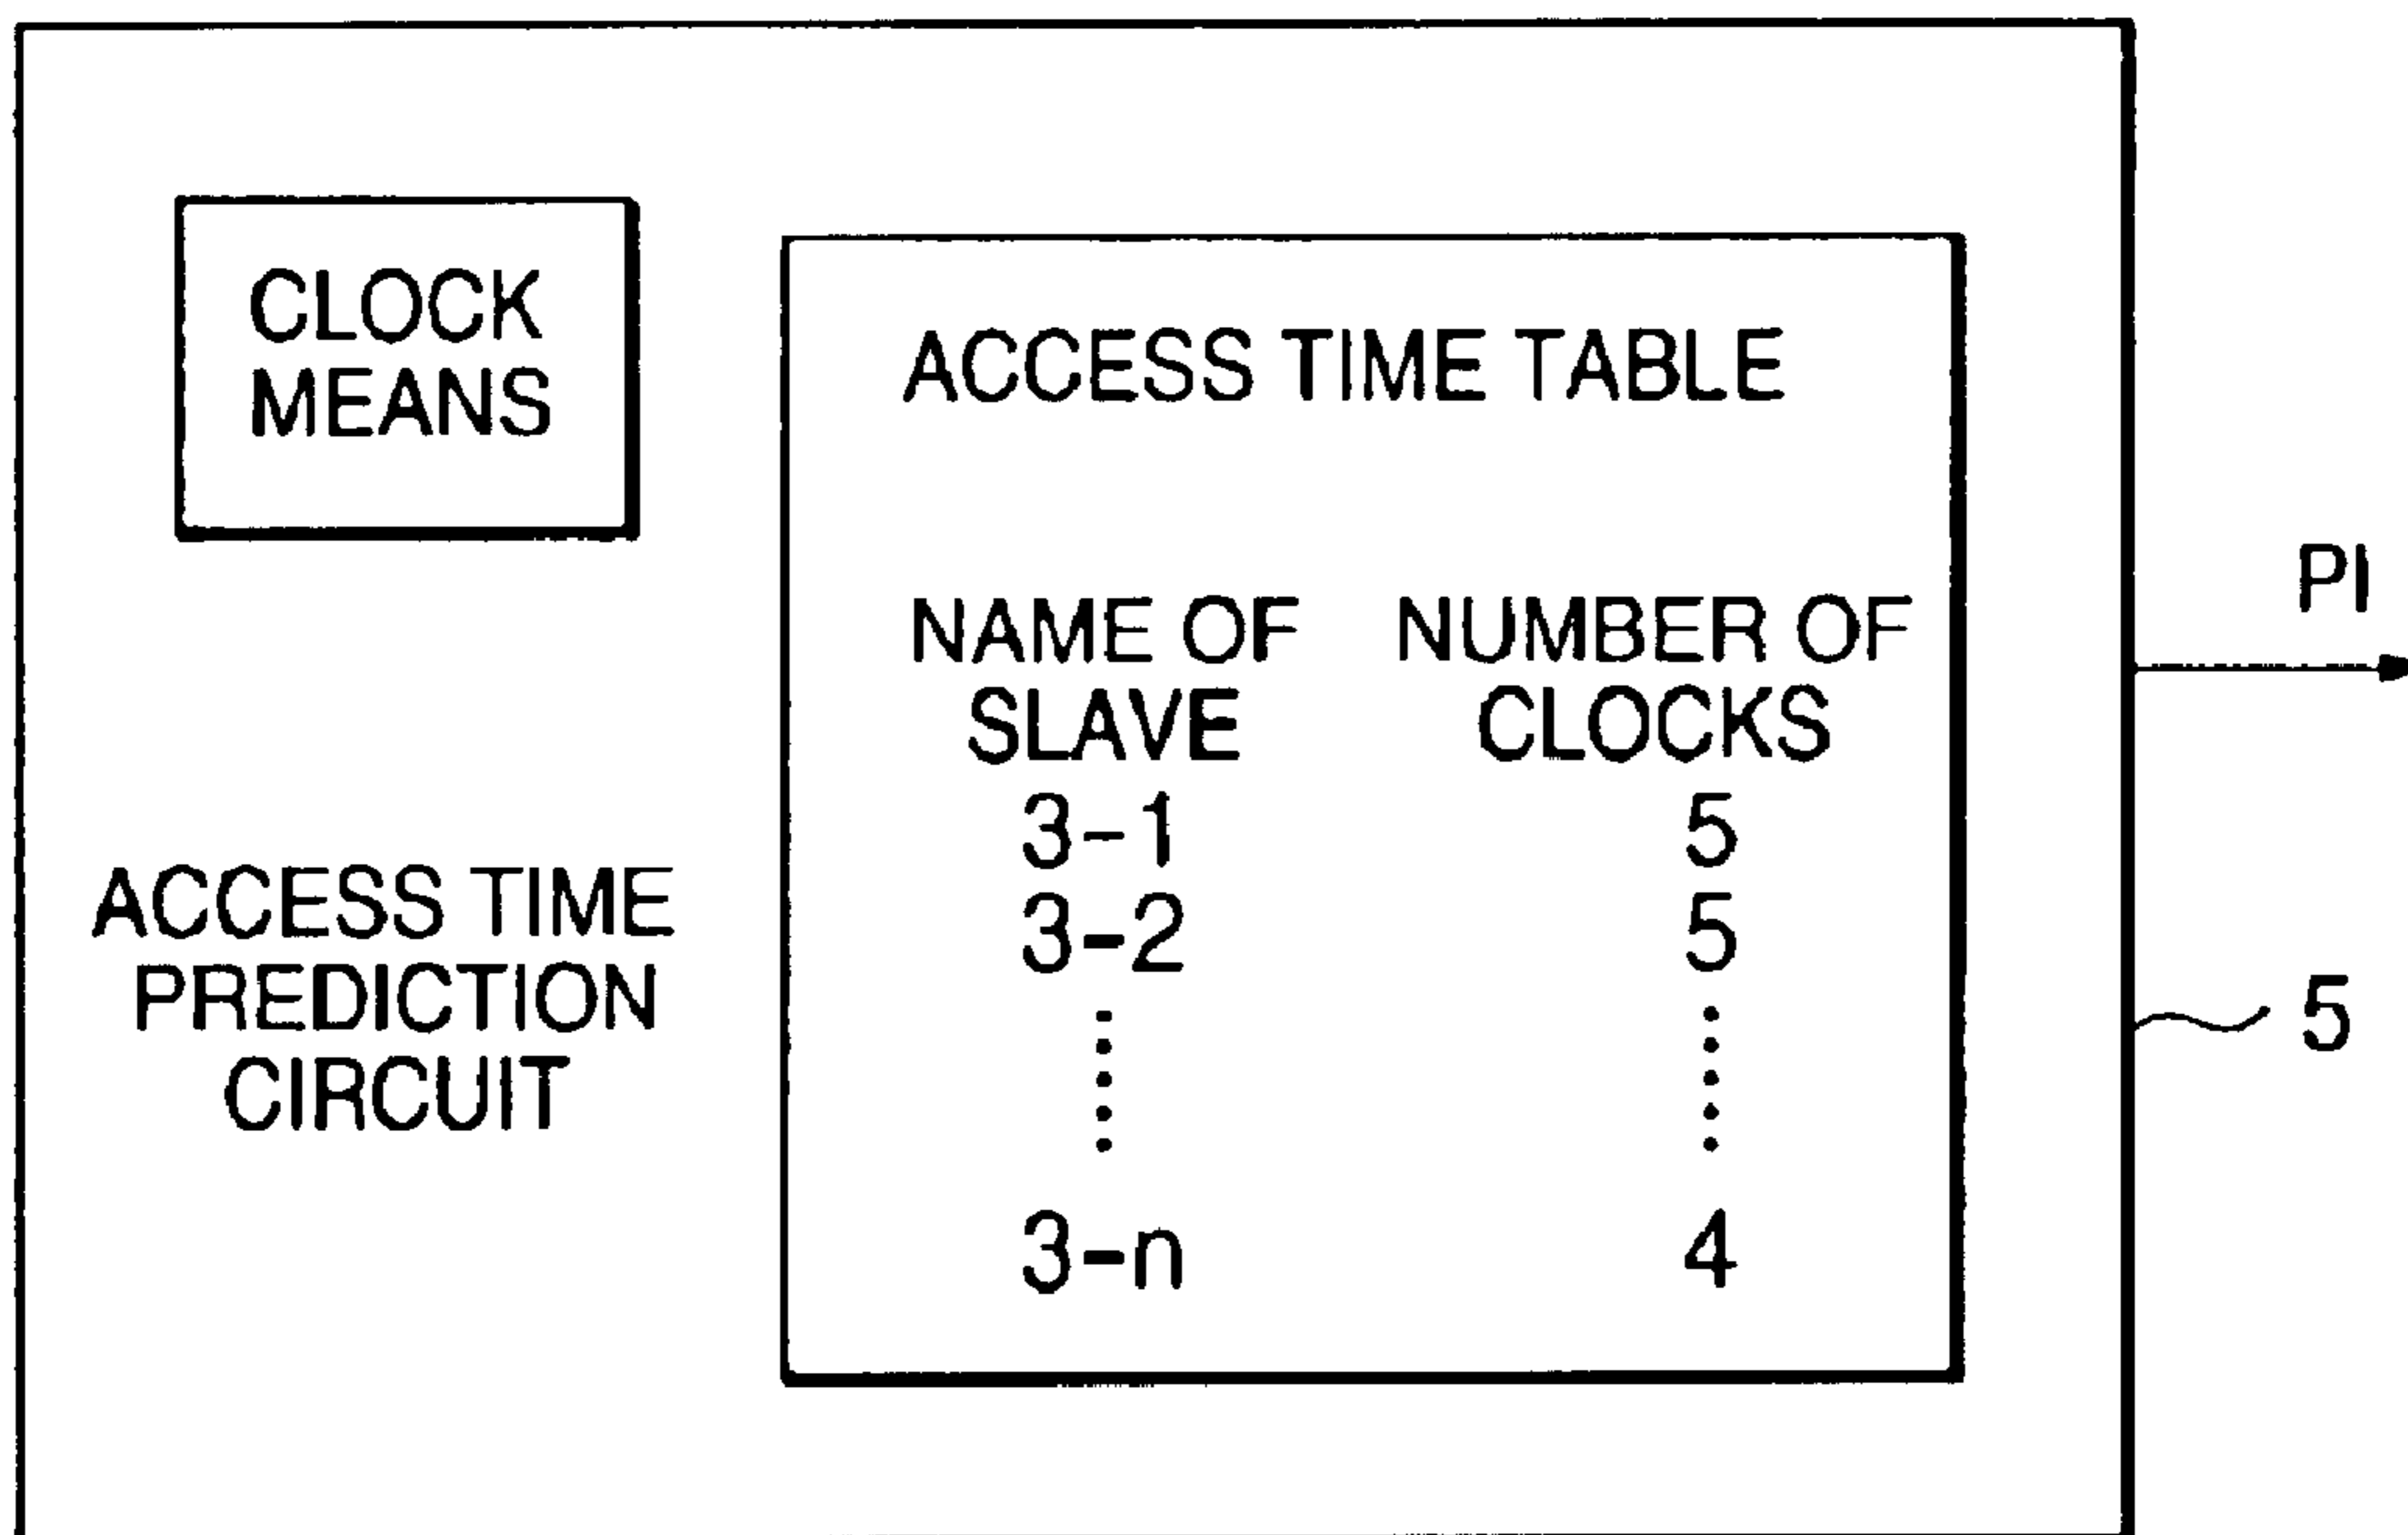 CLOCK
MEANS
ACCESS TIME
PREDICTION
CIRCUIT
ACCESS TIME TABLE
NAME OF SLAVE NUMBER OF CLOCKS
3-1 5
3-2 5
3-n 4
PI
5